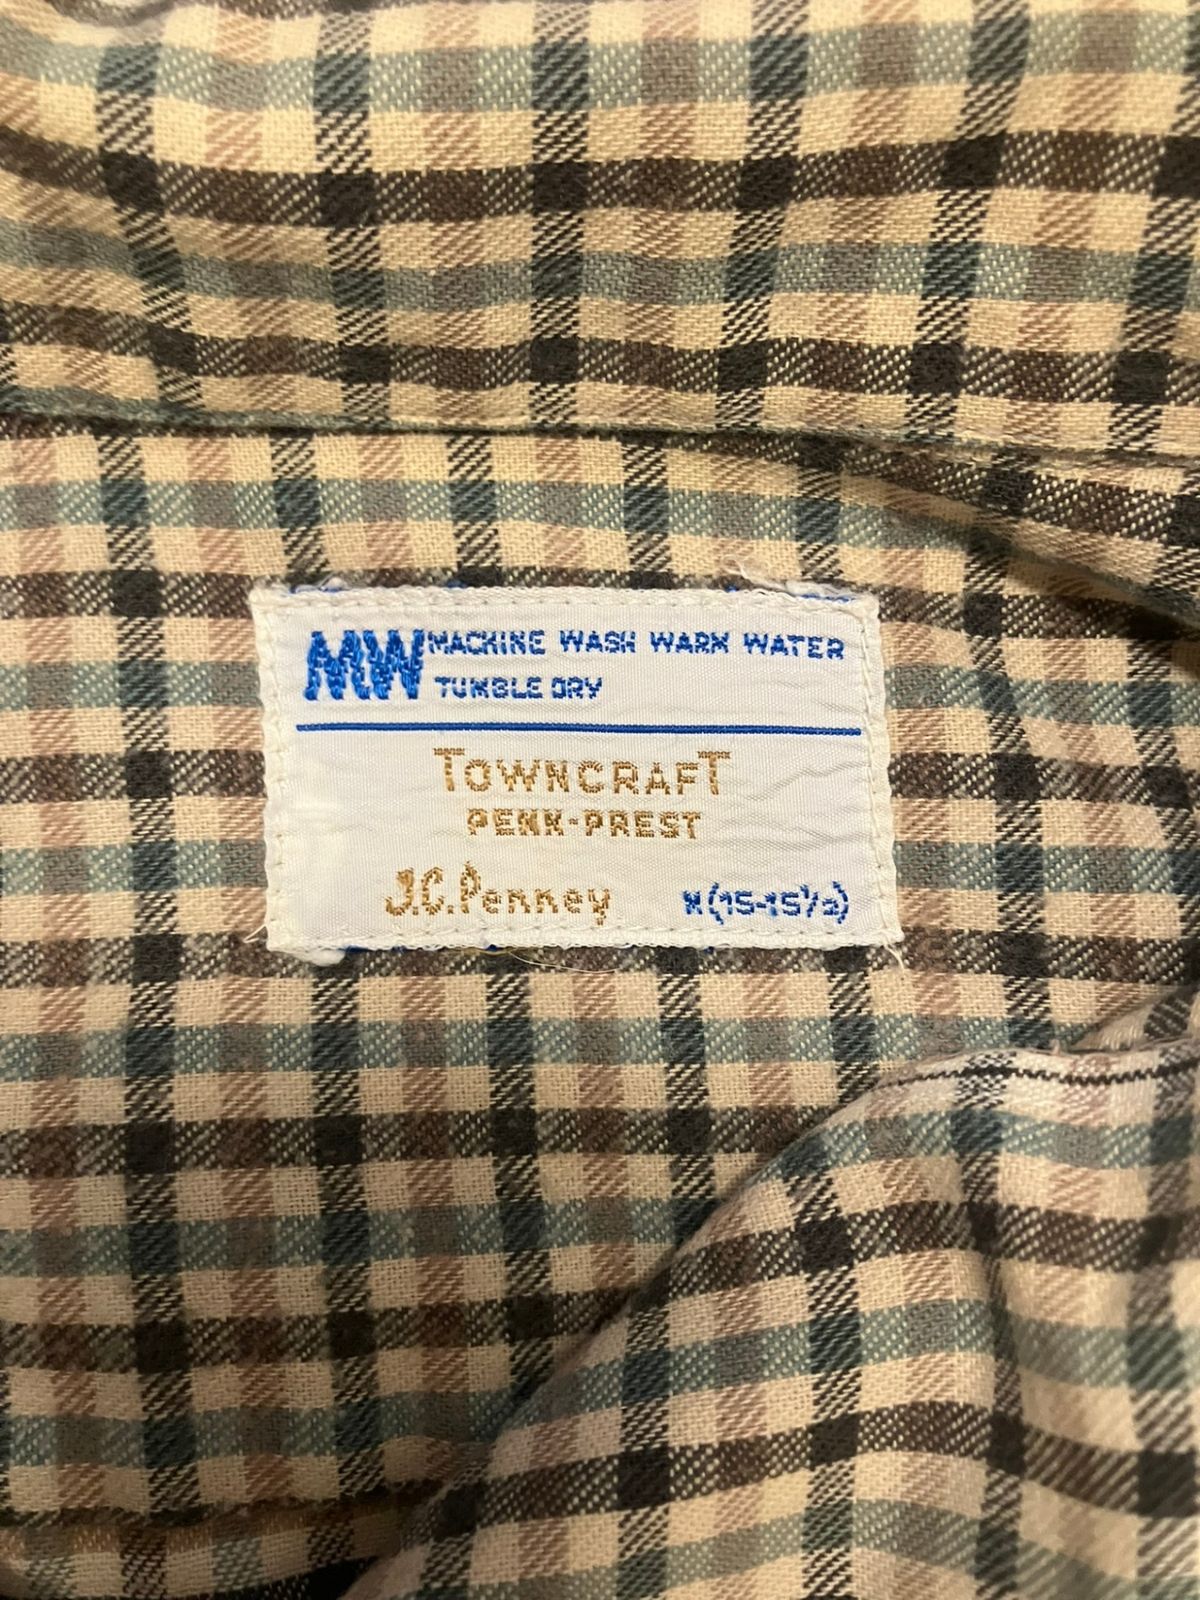 MW MACHINE WASH WARM WATER
TUMBLE DRY
TOWNCRAFT
PENN-PREST
J.C.Penney M(15-15½)